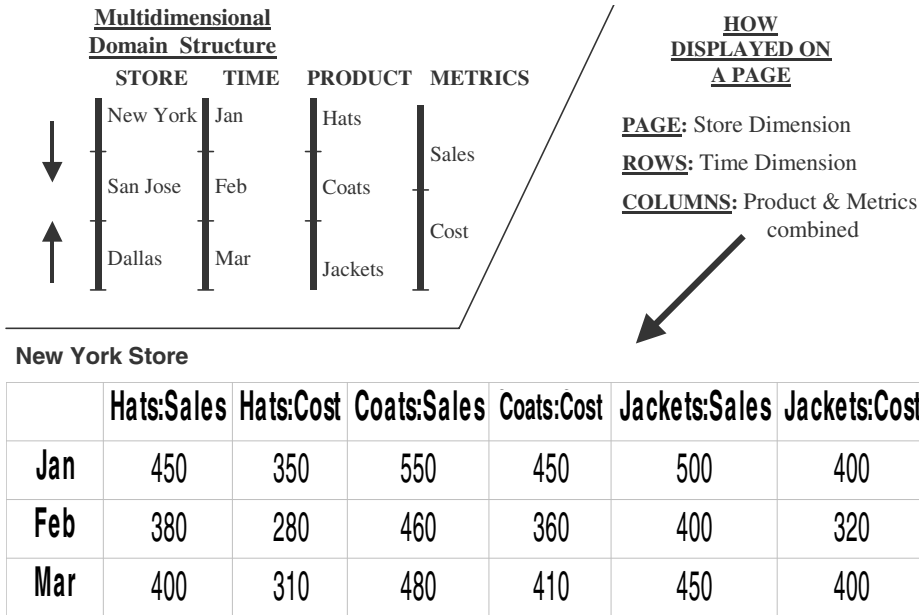 Multidimensional
Domain Structure
STORE TIME PRODUCT METRICS
New York Jan Hats
Sales
San Jose Feb Coats
Cost
Dallas Mar Jackets
HOW
DISPLAYED ON
A PAGE
PAGE: Store Dimension
ROWS: Time Dimension
COLUMNS: Product & Metrics
combined
New York Store
Hats:Sales Hats:Cost Coats:Sales Coats:Cost Jackets:Sales Jackets:Cost
Jan 450 350 550 450 500 400
Feb 380 280 460 360 400 320
Mar 400 310 480 410 450 400